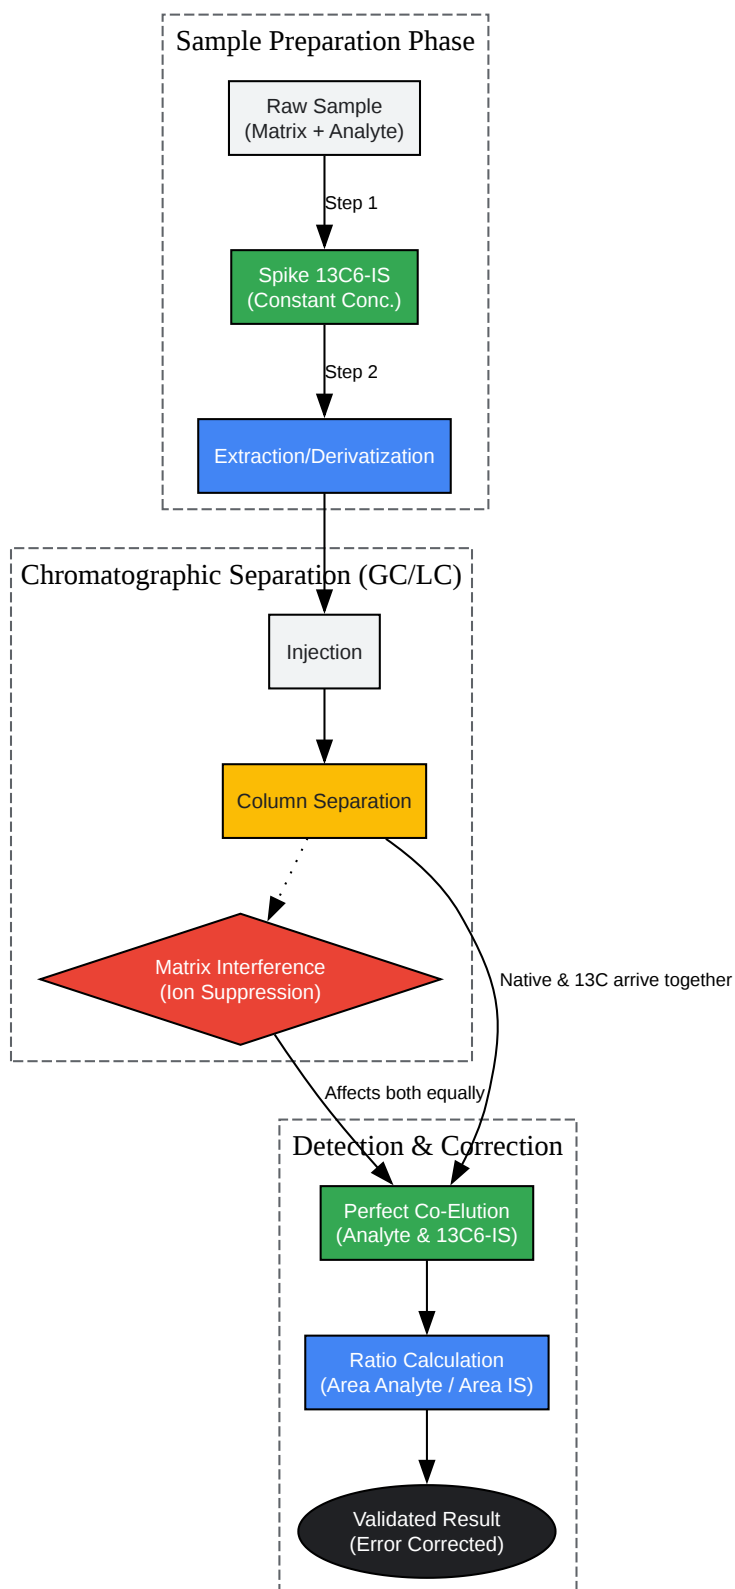 Sample Preparation Phase
Raw Sample
(Matrix + Analyte)
Step 1
Spike 13C6-IS
(Constant Conc.)
Step 2
Extraction/Derivatization
Chromatographic Separation (GC/LC)
Injection
Column Separation
Matrix Interference
(Ion Suppression)
Native & 13C arrive together
Affects both equally
Detection & Correction
Perfect Co-Elution
(Analyte & 13C6-IS)
Ratio Calculation
(Area Analyte / Area IS)
Validated Result
(Error Corrected)